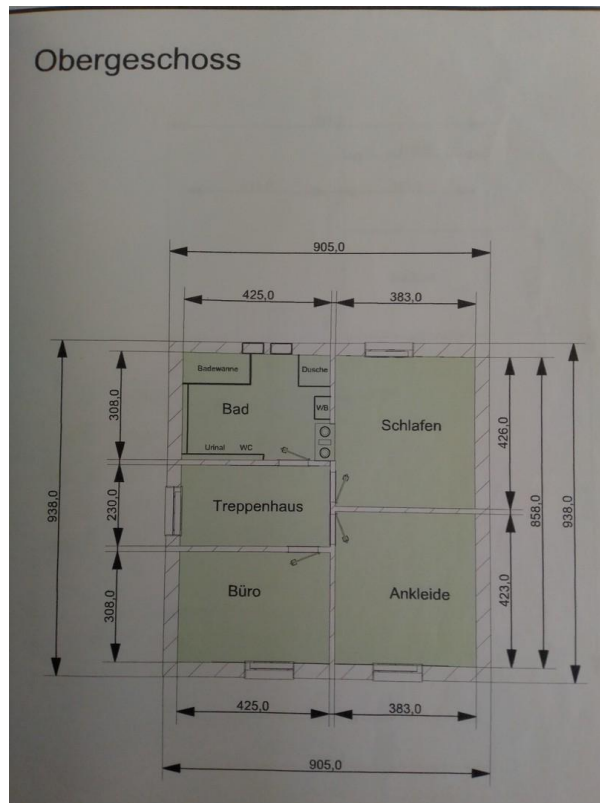 Obergeschoss
905,0
425,0
383,0
Badewanne
Dusche
Bad
WB
Schlafen
308,0
426,0
Urinal WC
938,0
230,0
Treppenhaus
858,0
938,0
308,0
Büro
Ankleide
423,0
425,0
383,0
905,0